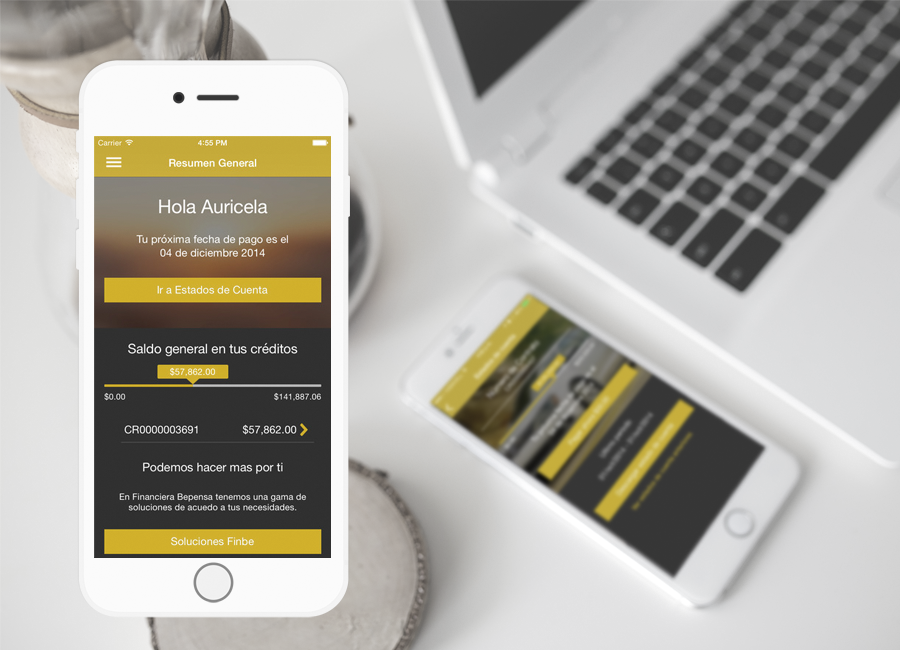 Carrier 4:55 PM
Resumen General
Hola Auricela
Tu próxima fecha de pago es el
04 de diciembre 2014
Ir a Estados de Cuenta
Saldo general en tus créditos
$57,862.00
$0.00 $141,887.06
CR0000003691 $57,862.00
Podemos hacer mas por ti
En Financiera Bepensa tenemos una gama de
soluciones de acuedo a tus necesidades.
Soluciones Finbe